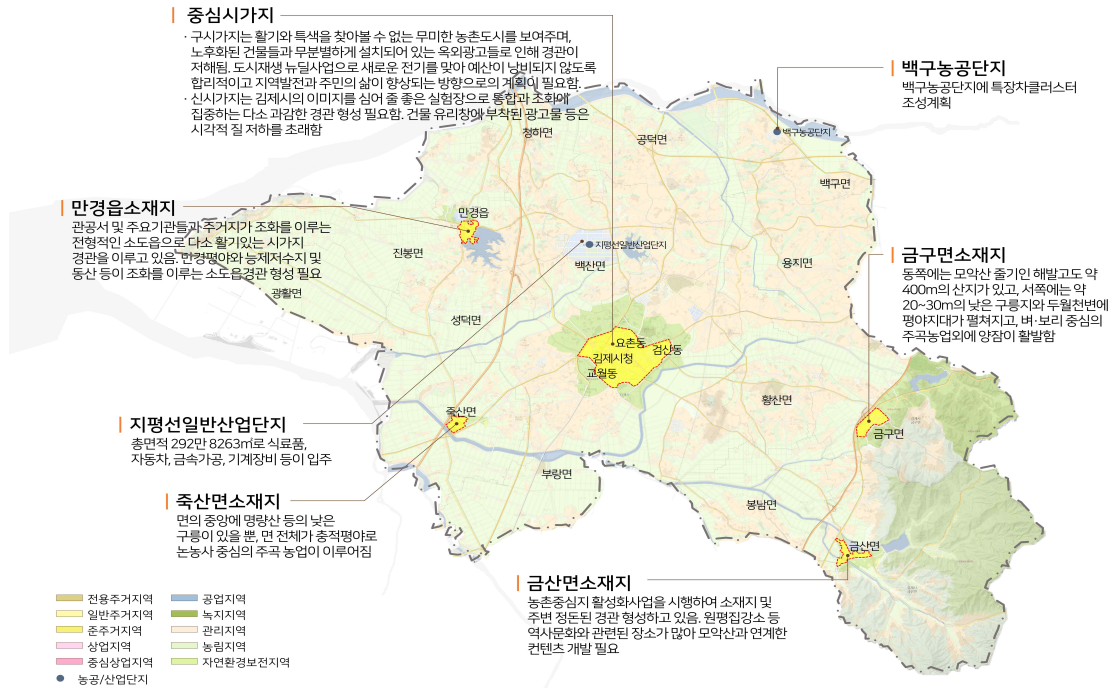 중심시가지
· 구시가지는 활기와 특색을 찾아볼 수 없는 무미한 농촌도시를 보여주며,
노후화된 건물들과 무분별하게 설치되어 있는 옥외광고들로 인해 경관이
저해됨. 도시재생 뉴딜사업으로 새로운 전기를 맞아 예산이 낭비되지 않도록
합리적이고 지역발전과 주민의 삶이 향상되는 방향으로의 계획이 필요함.
· 신시가지는 김제시의 이미지를 심어 줄 좋은 실험장으로 통합과 조화에
집중하는 다소 과감한 경관 형성 필요함. 건물 유리창에 부착된 광고물 등은
시각적 질 저하를 초래함
백구농공단지
백구농공단지에 특장차클러스터
조성계획
청하면
공덕면
백구농공단지
백구면
만경읍소재지
관공서 및 주요기관들과 주거지가 조화를 이루는
전형적인 소도읍으로 다소 활기있는 시가지
경관을 이루고 있음. 만경평야와 능제저수지 및
동산 등이 조화를 이루는 소도읍경관 형성 필요
만경읍
진봉면
지평선일반산업단지
백산면
용지면
광활면
성덕면
금구면소재지
동쪽에는 모악산 줄기인 해발고도 약
400m의 산지가 있고, 서쪽에는 약
20~30m의 낮은 구릉지와 두월천변에
평야지대가 펼쳐지고, 벼·보리 중심의
주곡농업외에 양잠이 활발함
요촌동
검산동
김제시청
교월동
황산면
죽산면
금구면
지평선일반산업단지
총면적 292만 8263㎡로 식료품,
자동차, 금속가공, 기계장비 등이 입주
부량면
봉남면
죽산면소재지
면의 중앙에 명량산 등의 낮은
구릉이 있을 뿐, 면 전체가 충적평야로
논농사 중심의 주곡 농업이 이루어짐
금산면
금산면소재지
농촌중심지 활성화사업을 시행하여 소재지 및
주변 정돈된 경관 형성하고 있음. 원평집강소 등
역사문화와 관련된 장소가 많아 모악산과 연계한
컨텐츠 개발 필요
전용주거지역
일반주거지역
준주거지역
상업지역
중심상업지역
농공/산업단지
공업지역
녹지지역
관리지역
농림지역
자연환경보전지역